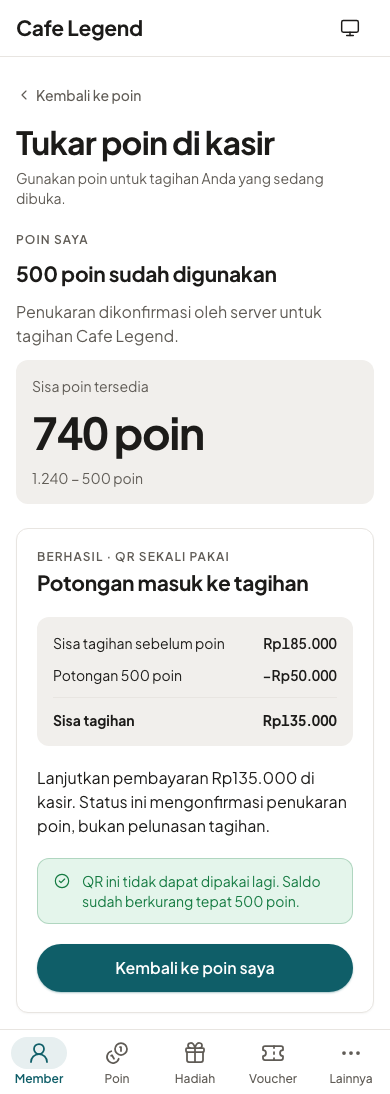 Cafe Legend
Kembali ke poin
Tukar poin di kasir
Gunakan poin untuk tagihan Anda yang sedang
dibuka.
POIN SAYA
500 poin sudah digunakan
Penukaran dikonfirmasi oleh server untuk
tagihan Cafe Legend.
Sisa poin tersedia
740 poin
1.240 – 500 poin
BERHASIL · QR SEKALI PAKAI
Potongan masuk ke tagihan
Sisa tagihan sebelum poin Rp185.000
Potongan 500 poin –Rp50.000
Sisa tagihan Rp135.000
Lanjutkan pembayaran Rp135.000 di
kasir. Status ini mengonfirmasi penukaran
poin, bukan pelunasan tagihan.
QR ini tidak dapat dipakai lagi. Saldo
sudah berkurang tepat 500 poin.
Kembali ke poin saya
Member Poin Hadiah Voucher Lainnya